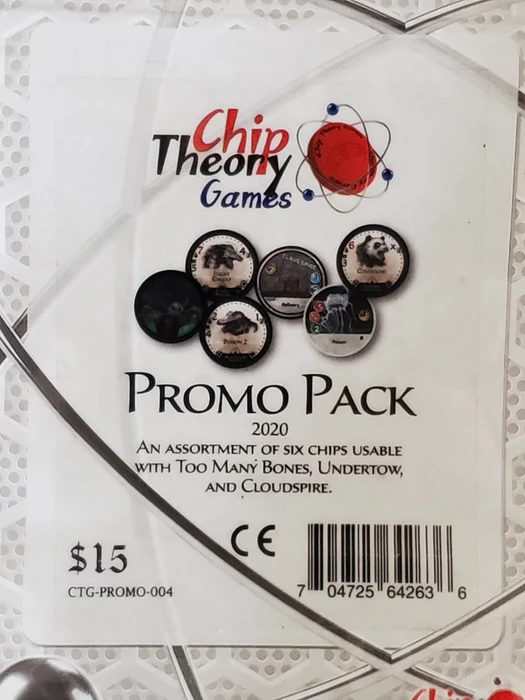 Chip
Theory
Games
CLOUDSPIRE
PROMO PACK
2020
AN ASSORTMENT OF SIX CHIPS USABLE
WITH TOO MANY BONES, UNDERTOW,
AND CLOUDSPIRE.
CE
$15
CTG-PROMO-004
7 04725 64263 6